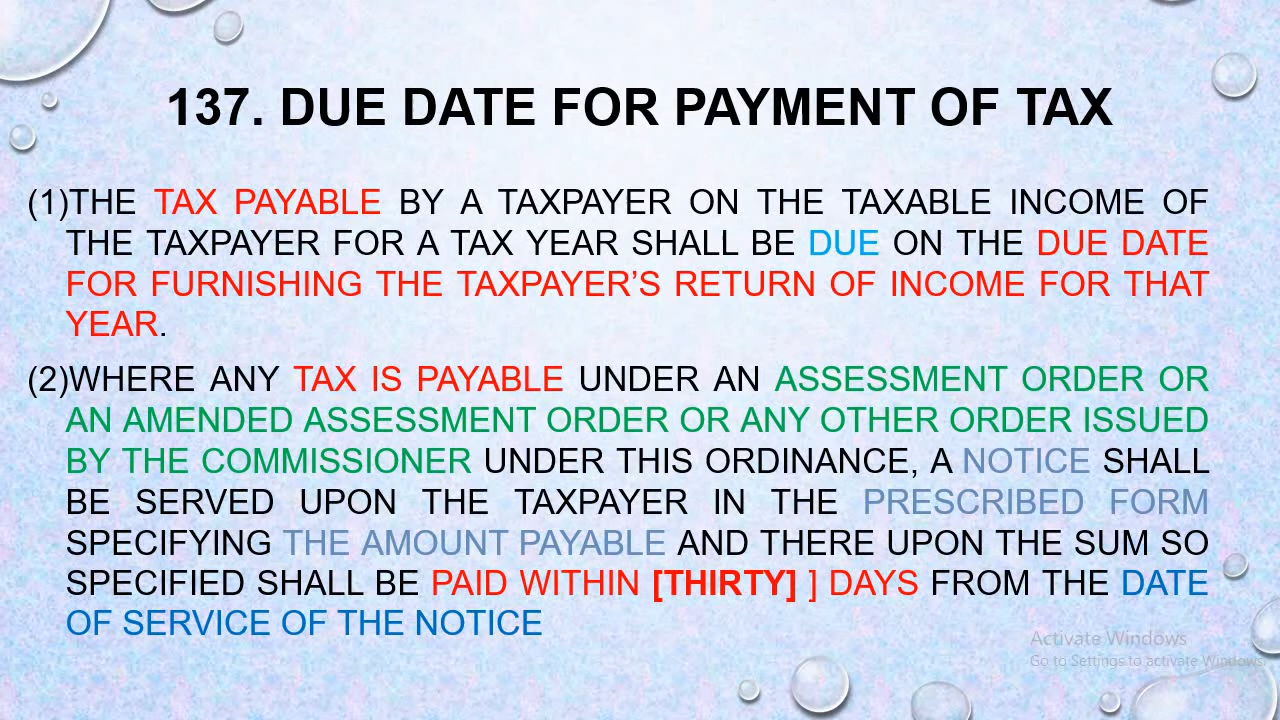 137. DUE DATE FOR PAYMENT OF TAX
(1)THE TAX PAYABLE BY A TAXPAYER ON THE TAXABLE INCOME OF
THE TAXPAYER FOR A TAX YEAR SHALL BE DUE ON THE DUE DATE
FOR FURNISHING THE TAXPAYER’S RETURN OF INCOME FOR THAT
YEAR.
(2)WHERE ANY TAX IS PAYABLE UNDER AN ASSESSMENT ORDER OR
AN AMENDED ASSESSMENT ORDER OR ANY OTHER ORDER ISSUED
BY THE COMMISSIONER UNDER THIS ORDINANCE, A NOTICE SHALL
BE SERVED UPON THE TAXPAYER IN THE PRESCRIBED FORM
SPECIFYING THE AMOUNT PAYABLE AND THERE UPON THE SUM SO
SPECIFIED SHALL BE PAID WITHIN [THIRTY] ] DAYS FROM THE DATE
OF SERVICE OF THE NOTICE
Activate Windows
Go to Settings to activate Windows.